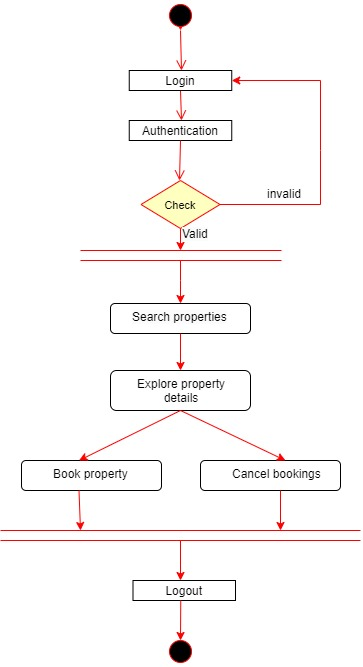 Login
Authentication
Check
invalid
Valid
Search properties
Explore property
details
Book property
Cancel bookings
Logout